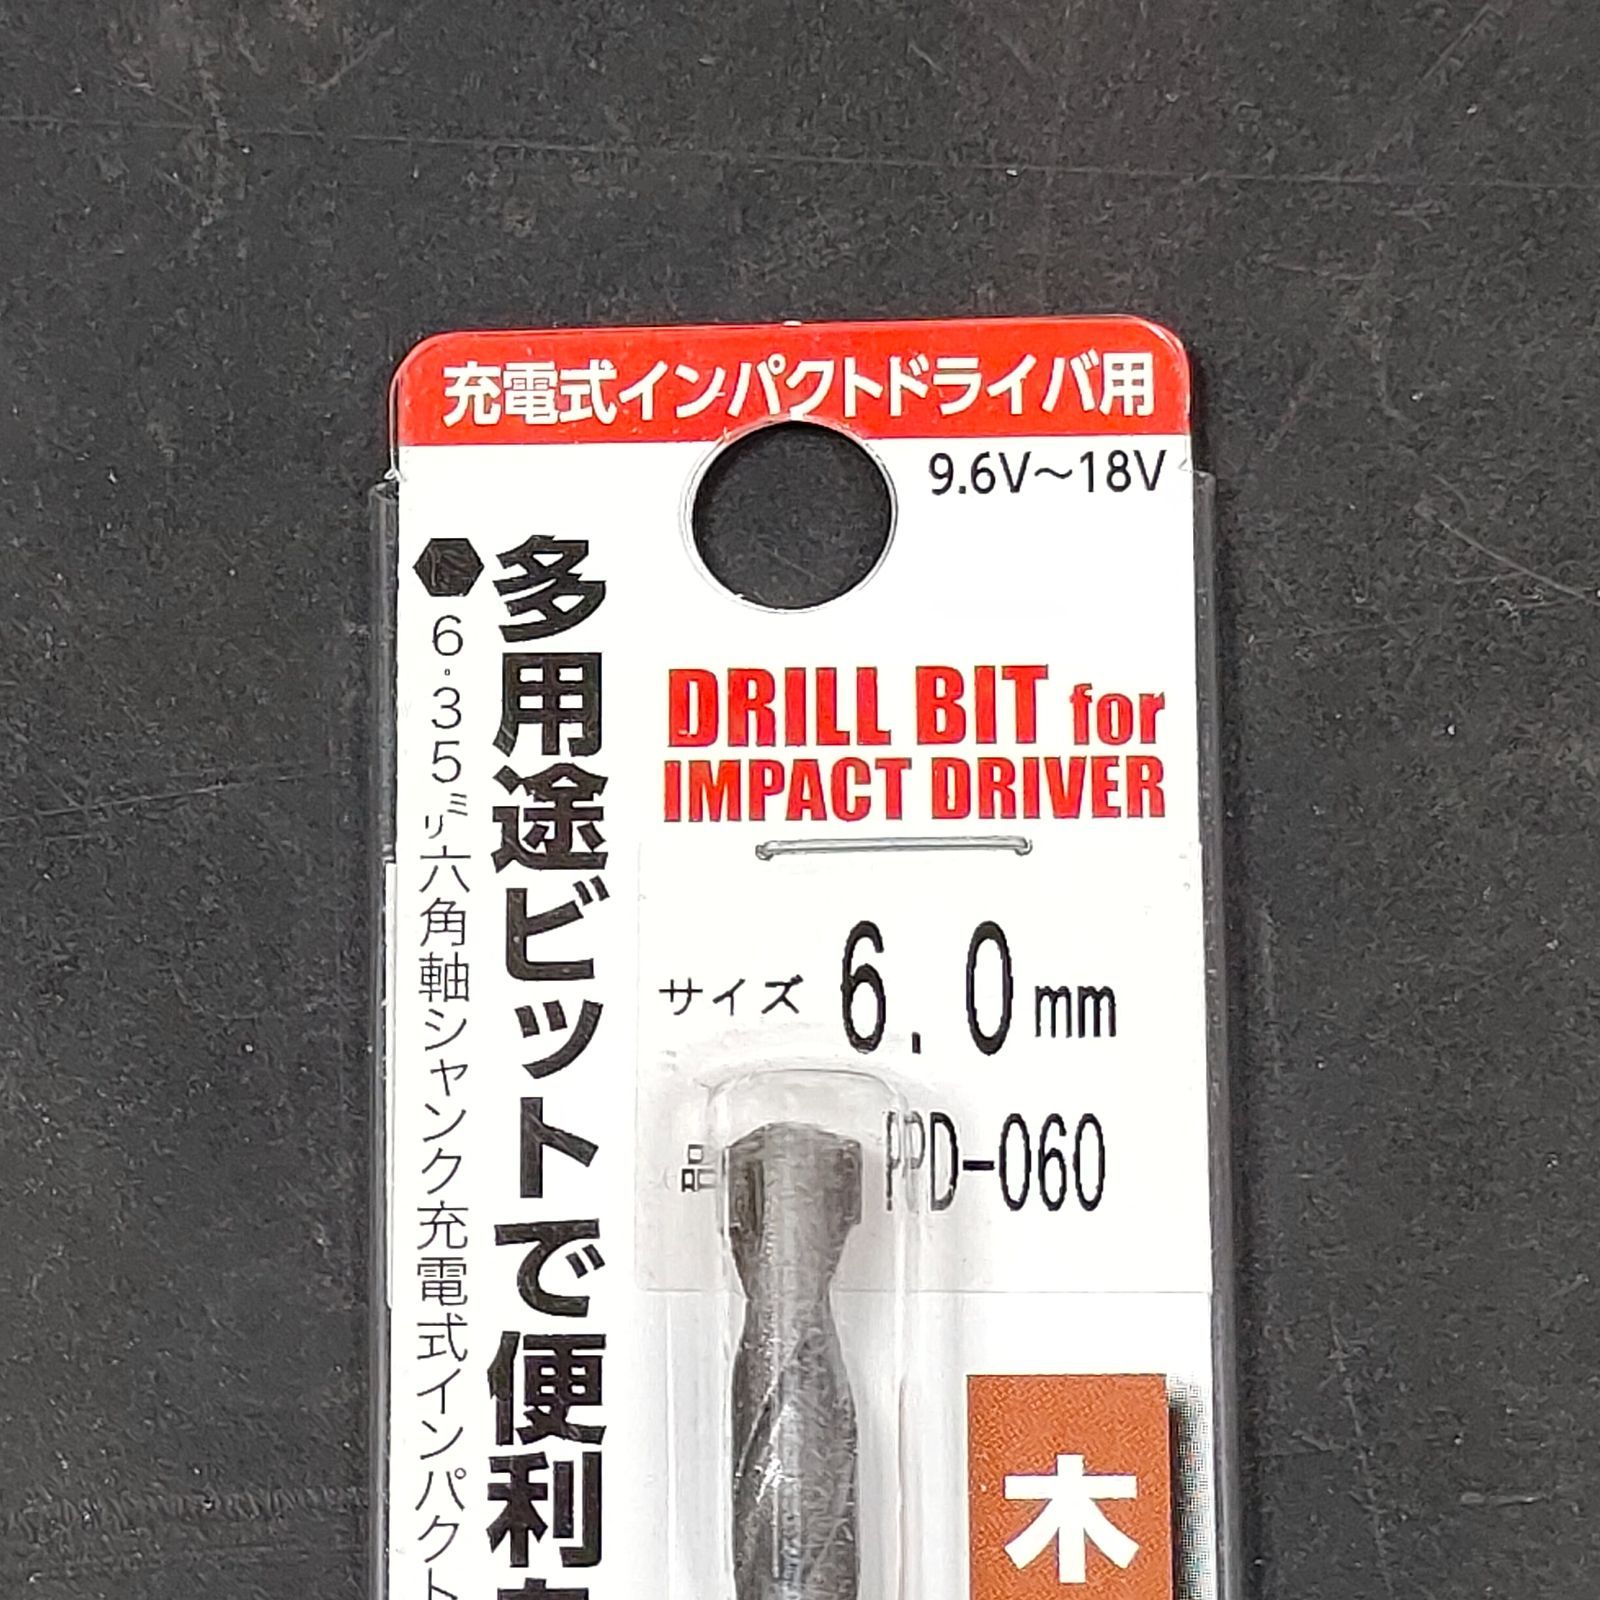 充電式インパクトドライバ用
9.6V～18V
多用途ビットで便利な
6.35㍉六角軸シャンク充電式インパクト
DRILL BIT for
IMPACT DRIVER
サイズ 6.0mm
品 PPD-060
木